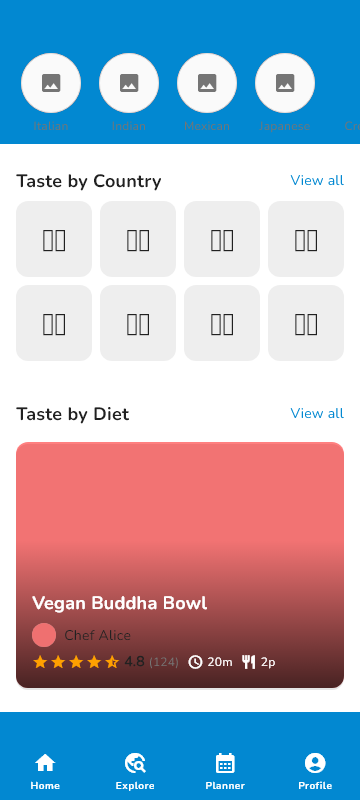 Italian Indian Mexican Japanese
Taste by Country View all
Taste by Diet View all
Vegan Buddha Bowl
Chef Alice
4.8 (124) 20m 2p
Home Explore Planner Profile